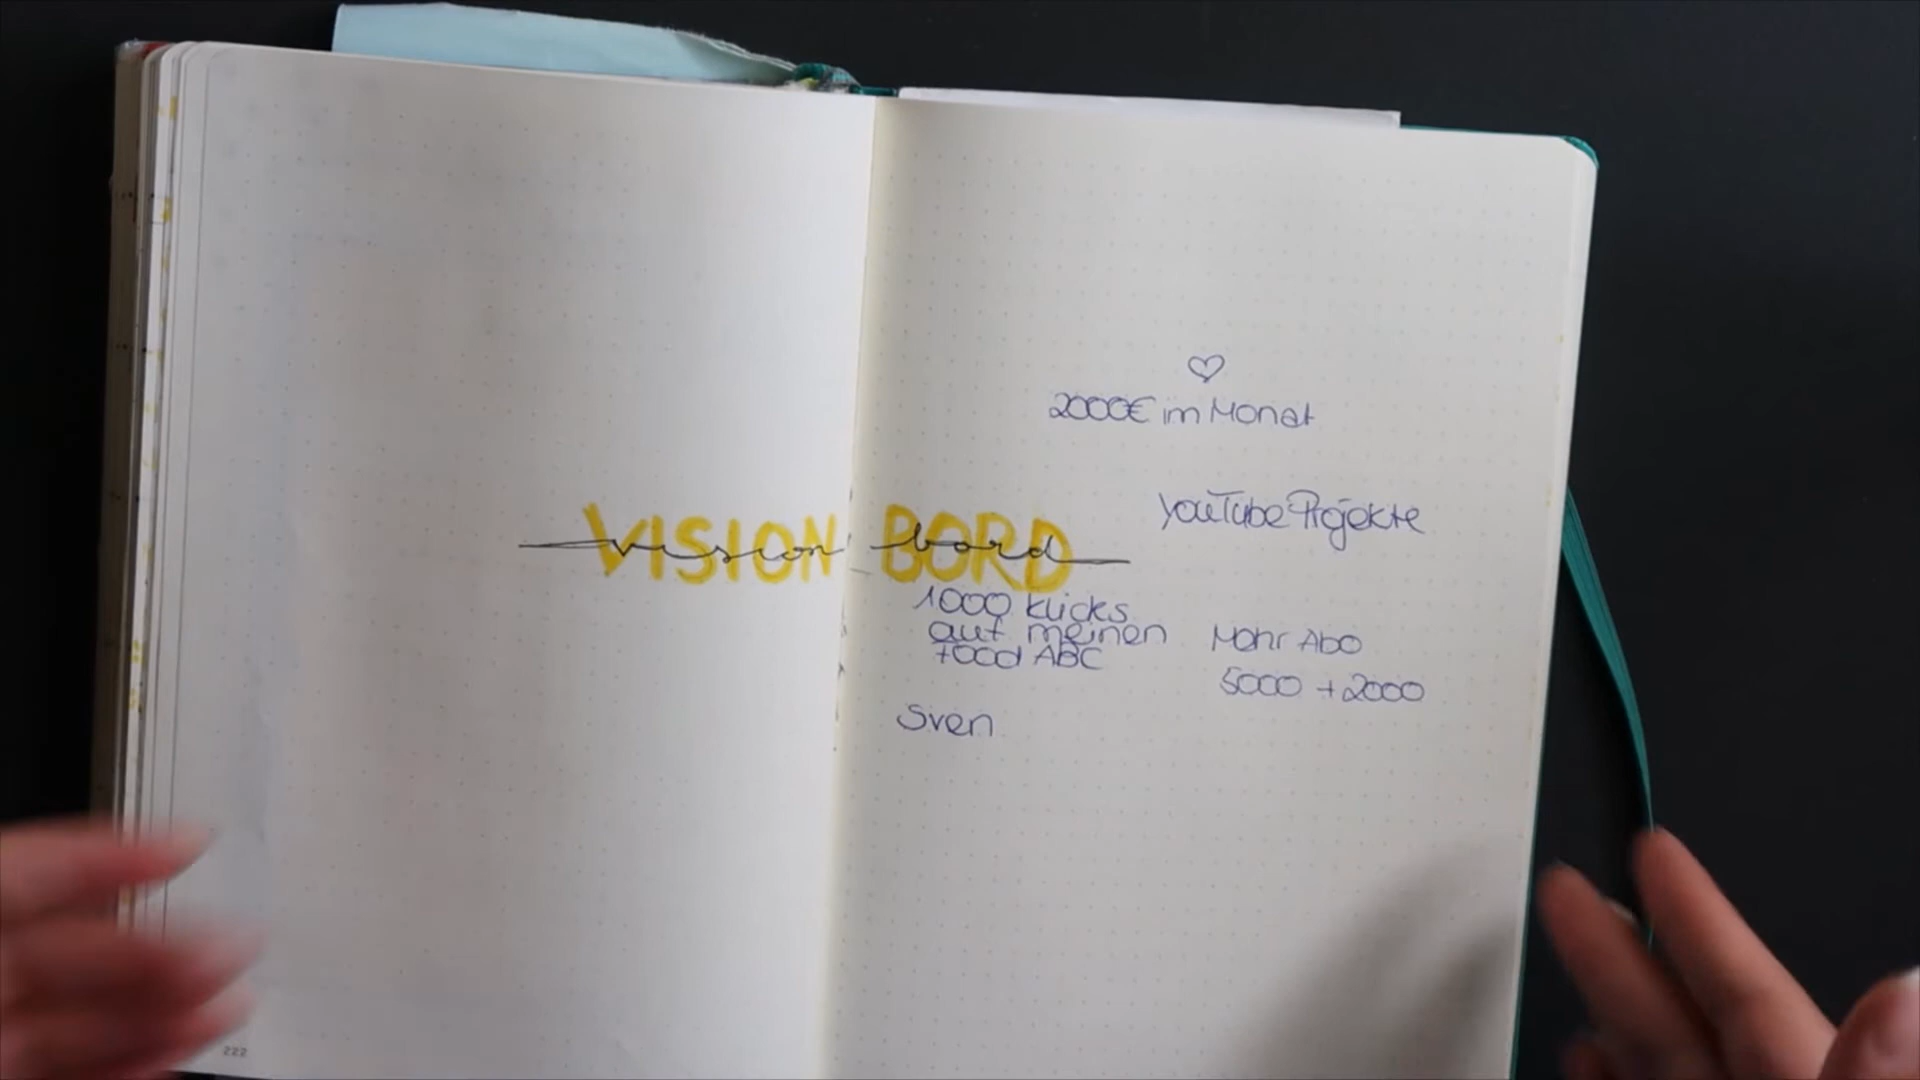 ♡
2000€ im Monat
YouTube Projekte
VISION BORD
vision bord
1000 klicks
auf meinen
food ABC
Mehr Abo
5000 + 2000
Sven
222